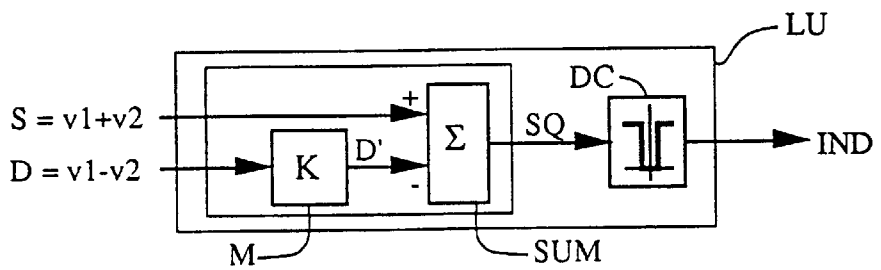 LU
DC
S = v1+v2
+
Σ
SQ
D = v1-v2
K
D'
-
IND
M
SUM